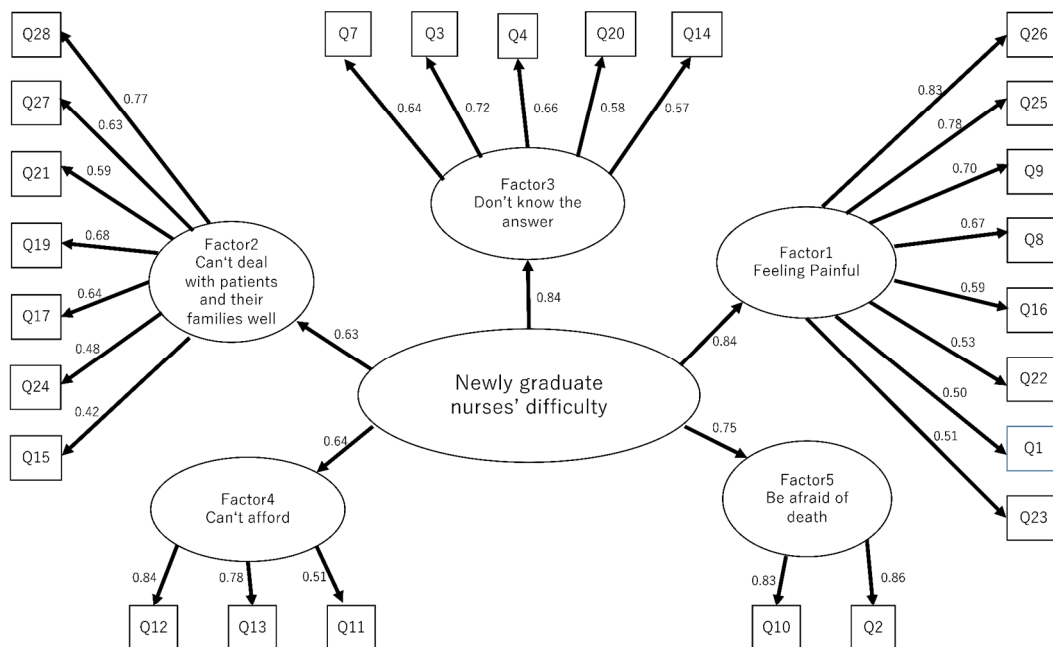 Q28
Q27
Q21
Q19
Q17
Q24
Q15
0.77
0.63
0.59
0.68
0.64
0.48
0.42
Factor2
Can't deal
with patients
and their
families well
0.63
Q7
Q3
Q4
Q20
Q14
0.64
0.72
0.66
0.58
0.57
Factor3
Don't know the
answer
0.84
Q26
Q25
Q9
Q8
Q16
Q22
Q1
Q23
0.83
0.78
0.70
0.67
0.59
0.53
0.50
0.51
Factor1
Feeling Painful
0.84
Newly graduate
nurses' difficulty
0.64
Factor4
Can't afford
0.84
0.78
0.51
Q12
Q13
Q11
0.75
Factor5
Be afraid of
death
0.83
0.86
Q10
Q2